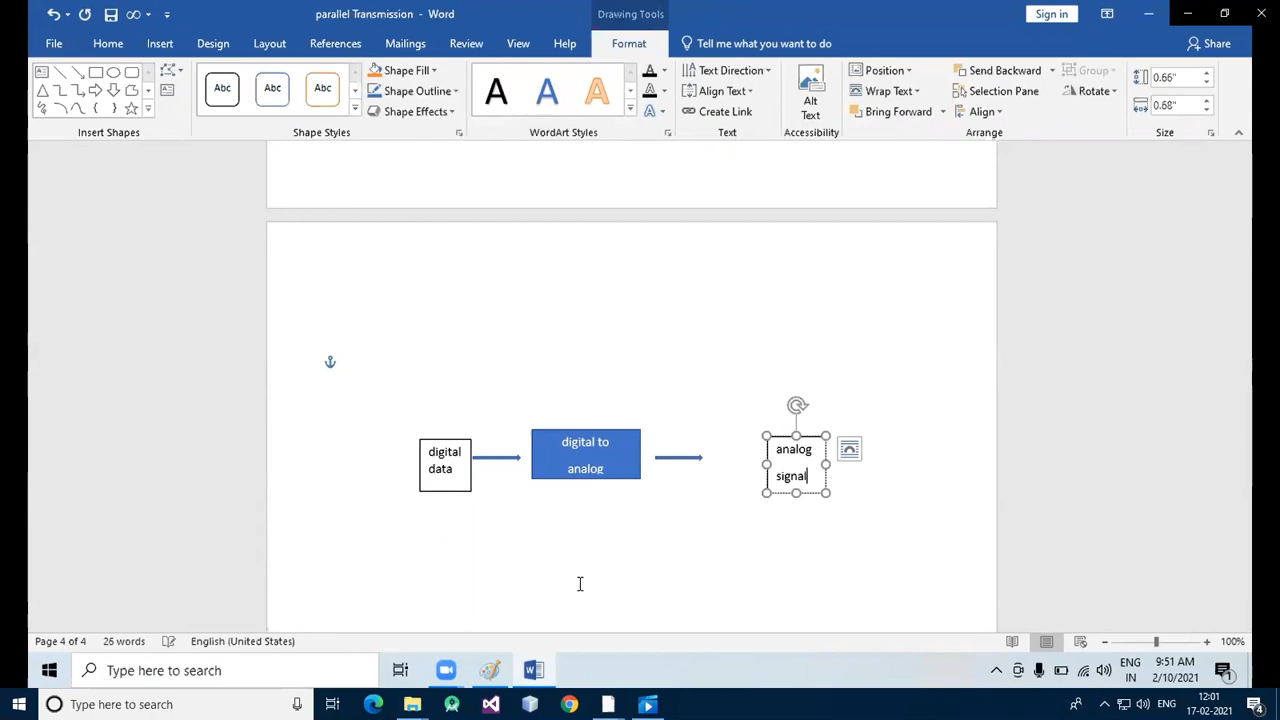 parallel Transmission - Word
Drawing Tools
Sign in
File Home Insert Design Layout References Mailings Review View Help Format Tell me what you want to do Share
Abc Abc Abc
Shape Fill
Shape Outline
Shape Effects
A A A
Text Direction
Align Text
Create Link
Alt
Text
Position
Wrap Text
Bring Forward
Send Backward
Selection Pane
Align
Group
Rotate
0.66"
0.68"
Insert Shapes Shape Styles WordArt Styles Text Accessibility Arrange Size
digital
data
digital to
analog
analog
signal
Page 4 of 4 26 words English (United States) 100%
Type here to search
ENG
IN
9:51 AM
2/10/2021
1
Type here to search
ENG
12:01
17-02-2021
4